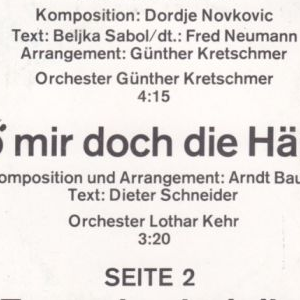 Komposition: Dordje Novkovic
Text: Beljka Sabol/dt.: Fred Neumann
Arrangement: Günther Kretschmer
Orchester Günther Kretschmer
4:15
mir doch die Hä
omposition und Arrangement: Arndt Bau
Text: Dieter Schneider
Orchester Lothar Kehr
3:20
SEITE 2